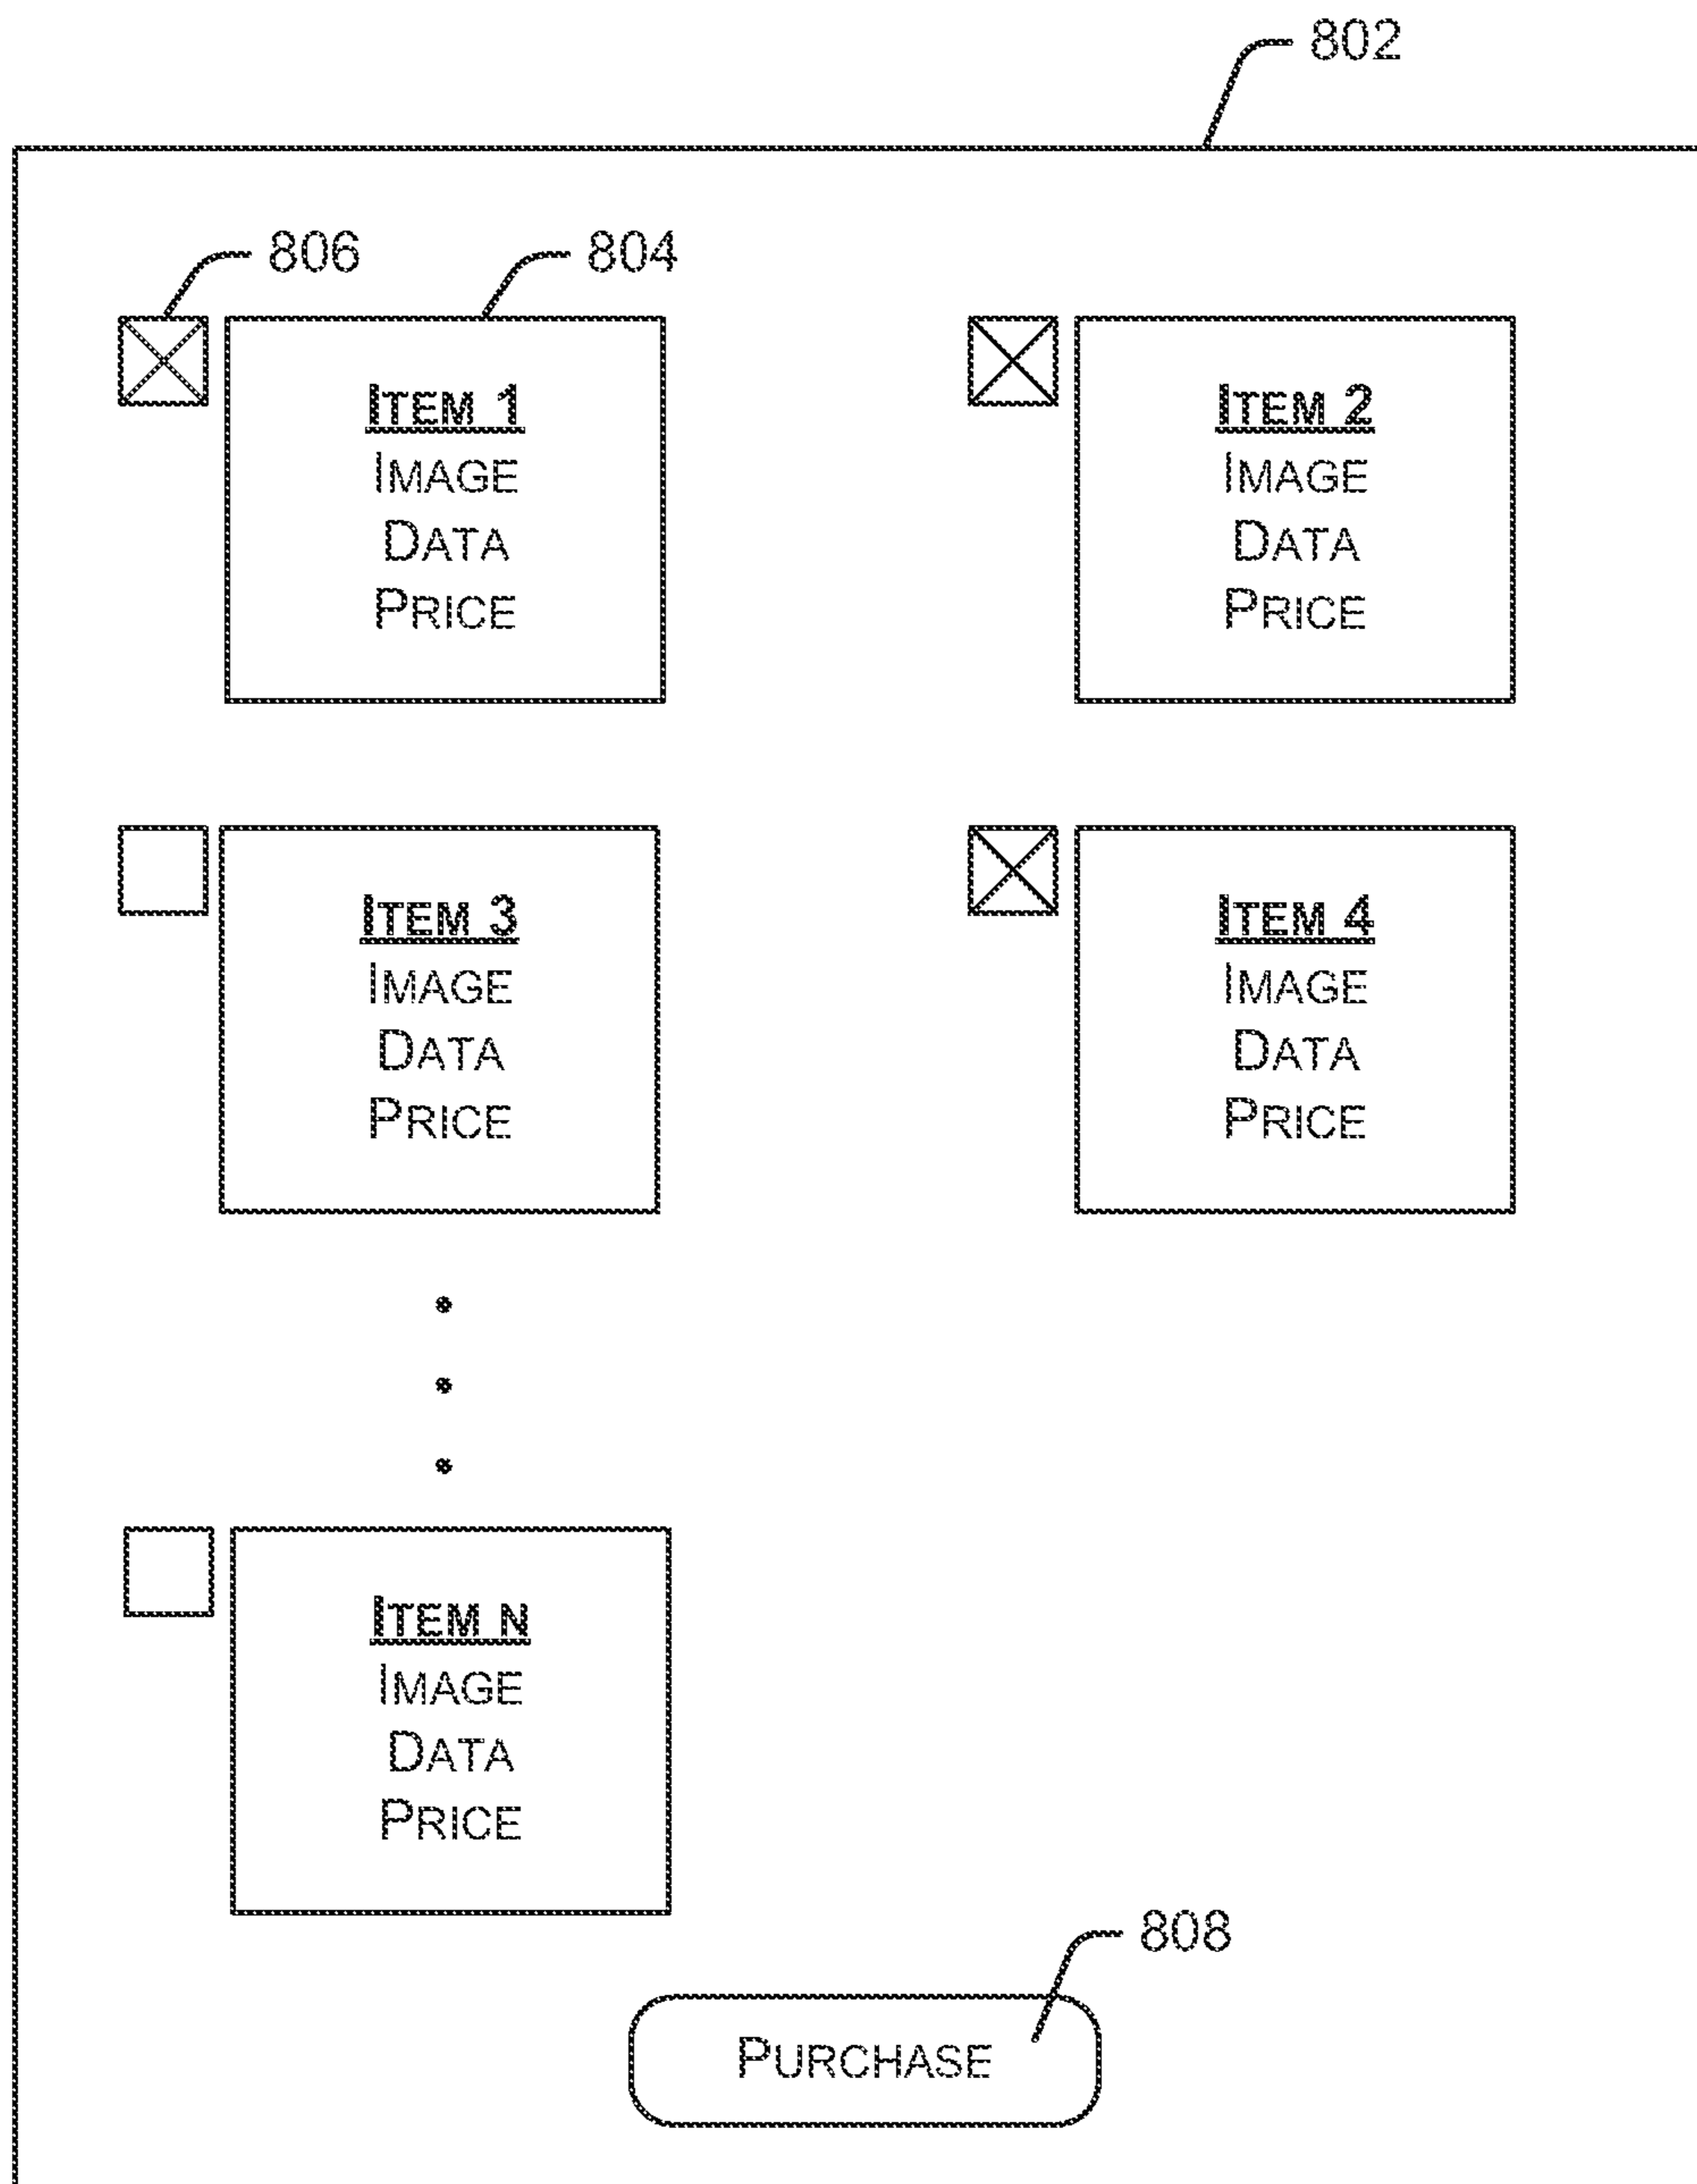 802
806
804
ITEM 1
IMAGE
DATA
PRICE
ITEM 2
IMAGE
DATA
PRICE
ITEM 3
IMAGE
DATA
PRICE
ITEM 4
IMAGE
DATA
PRICE
ITEM N
IMAGE
DATA
PRICE
808
PURCHASE